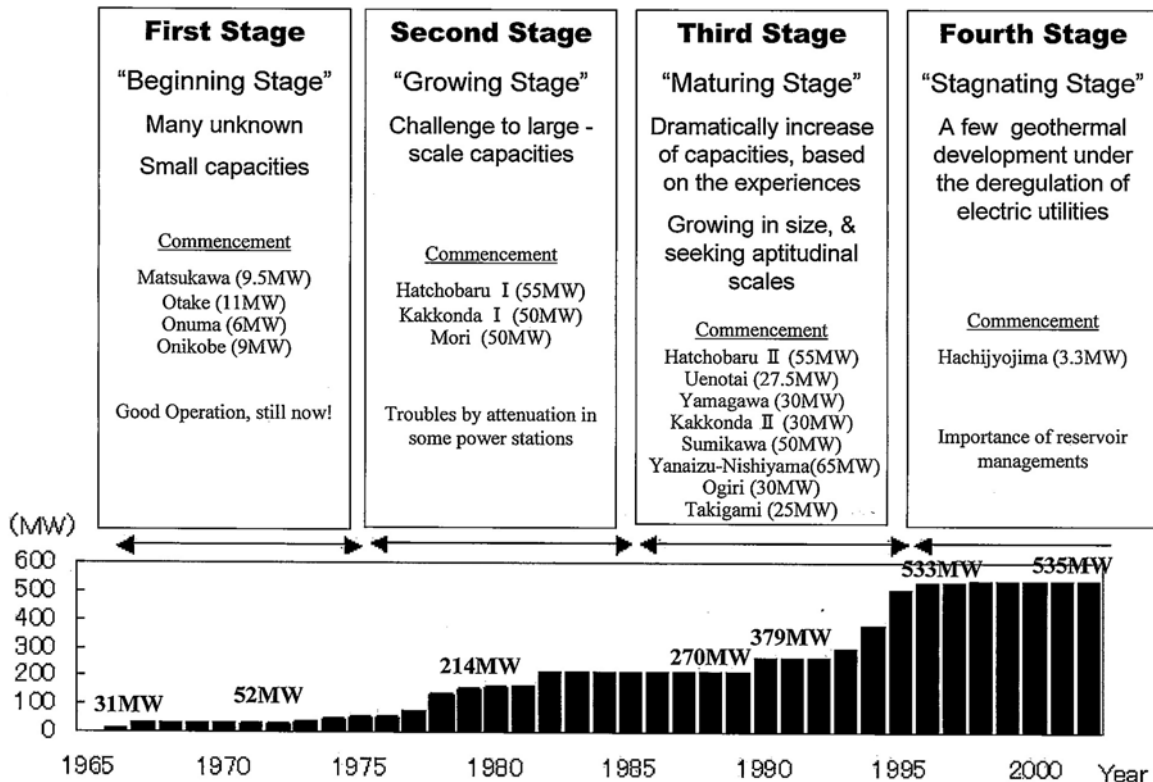 First Stage
“Beginning Stage”
Many unknown
Small capacities
Commencement
Matsukawa (9.5MW)
Otake (11MW)
Onuma (6MW)
Onikobe (9MW)
Good Operation, still now!
Second Stage
“Growing Stage”
Challenge to large -
scale capacities
Commencement
Hatchobaru Ⅰ (55MW)
Kakkonda Ⅰ (50MW)
Mori (50MW)
Troubles by attenuation in
some power stations
Third Stage
“Maturing Stage”
Dramatically increase
of capacities, based
on the experiences
Growing in size, &
seeking aptitudinal
scales
Commencement
Hatchobaru Ⅱ (55MW)
Uenotai (27.5MW)
Yamagawa (30MW)
Kakkonda Ⅱ (30MW)
Sumikawa (50MW)
Yanaizu-Nishiyama(65MW)
Ogiri (30MW)
Takigami (25MW)
Fourth Stage
“Stagnating Stage”
A few geothermal
development under
the deregulation of
electric utilities
Commencement
Hachijyojima (3.3MW)
Importance of reservoir
managements
(MW)
600
500
400
300
200
100
0
31MW
52MW
214MW
270MW
379MW
533MW
535MW
1965 1970 1975 1980 1985 1990 1995 2000 Year